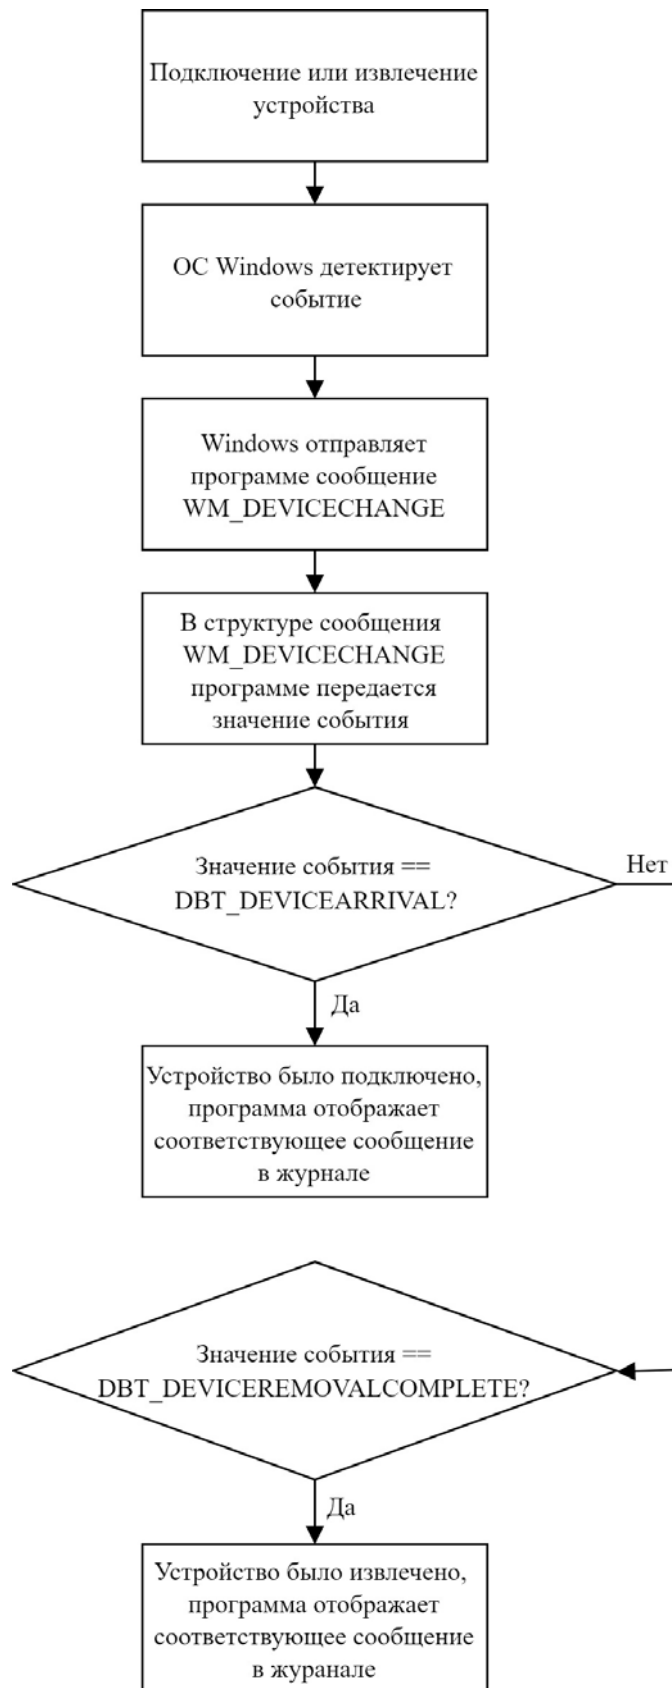 Подключение или извлечение
устройства
ОС Windows детектирует
событие
Windows отправляет
программе сообщение
WM_DEVICECHANGE
В структуре сообщения
WM_DEVICECHANGE
программе передается
значение события
Значение события ==
DBT_DEVICEARRIVAL?
Нет
Да
Устройство было подключено,
программа отображает
соответствующее сообщение
в журнале
Значение события ==
DBT_DEVICEREMOVALCOMPLETE?
Да
Устройство было извлечено,
программа отображает
соответствующее сообщение
в журанале